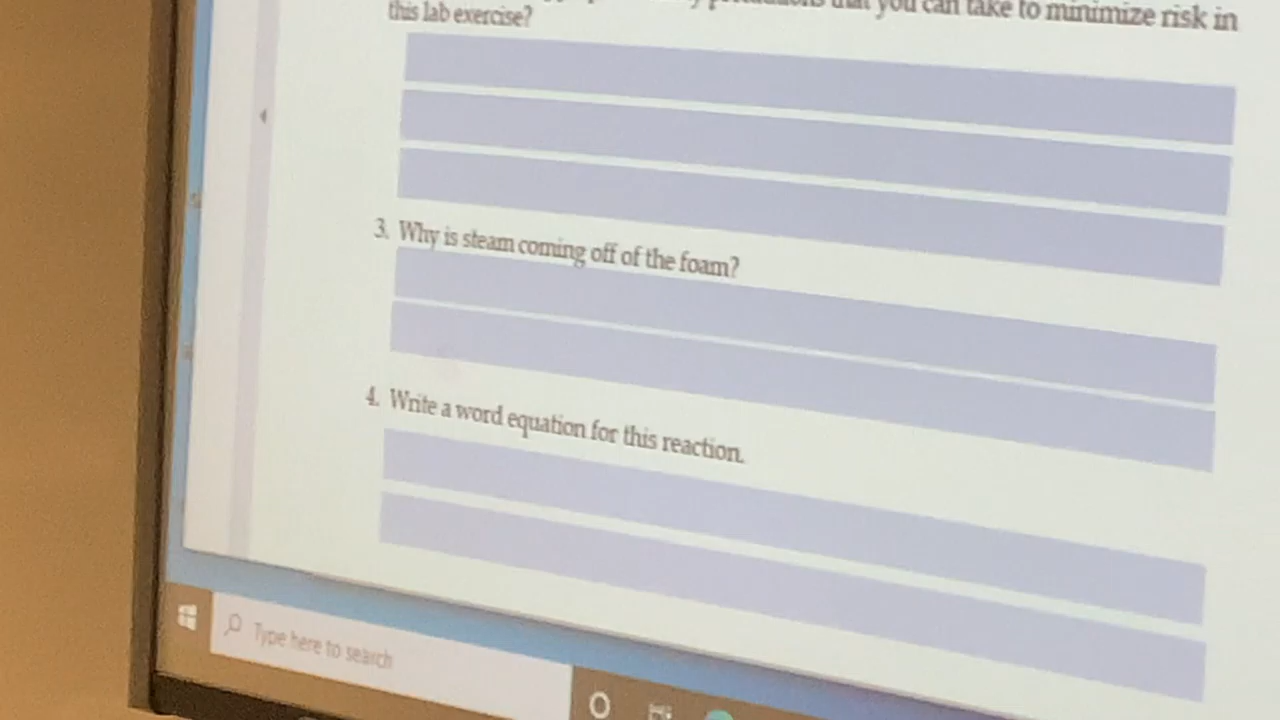 that you can take to minimize risk in
this lab exercise?
3. Why is steam coming off of the foam?
4. Write a word equation for this reaction.
Type here to search